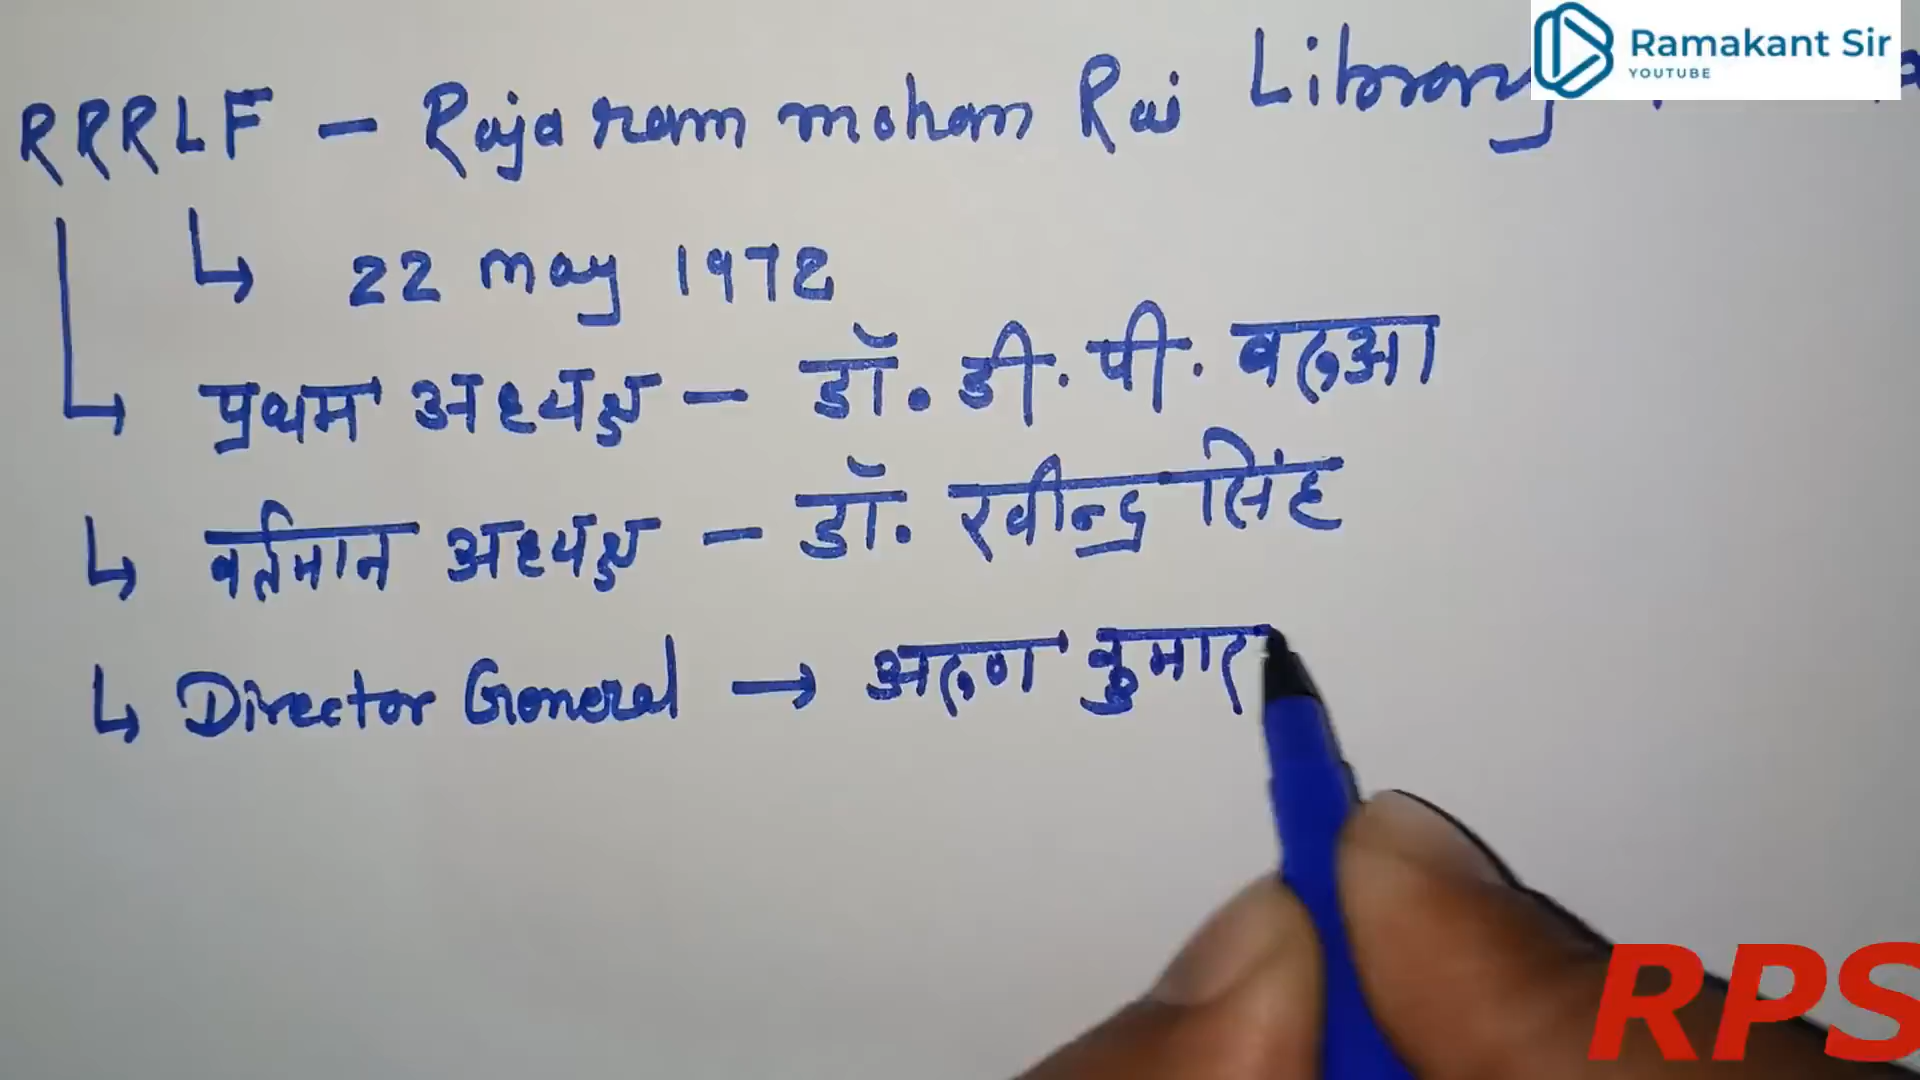 Ramakant Sir
YOUTUBE
RRRLF - Raja ram mohan Rai Library
↳ 22 may 1972
↳ प्रथम अध्यक्ष - डॉ. डी. पी. बरुआ
↳ वर्तमान अध्यक्ष - डॉ. रवीन्द्र सिंह
↳ Director General → अरुण कुमार
RPS